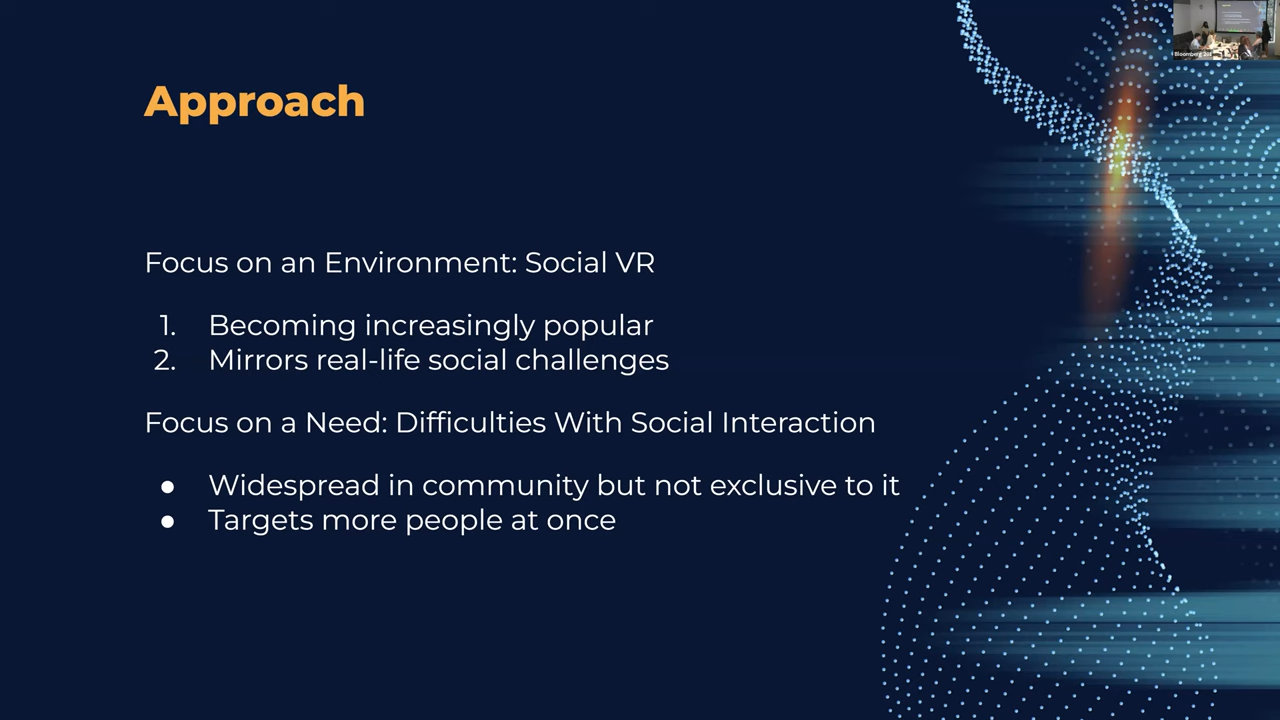 Approach
Focus on an Environment: Social VR
1. Becoming increasingly popular
2. Mirrors real-life social challenges
Focus on a Need: Difficulties With Social Interaction
● Widespread in community but not exclusive to it
● Targets more people at once
Bloomberg